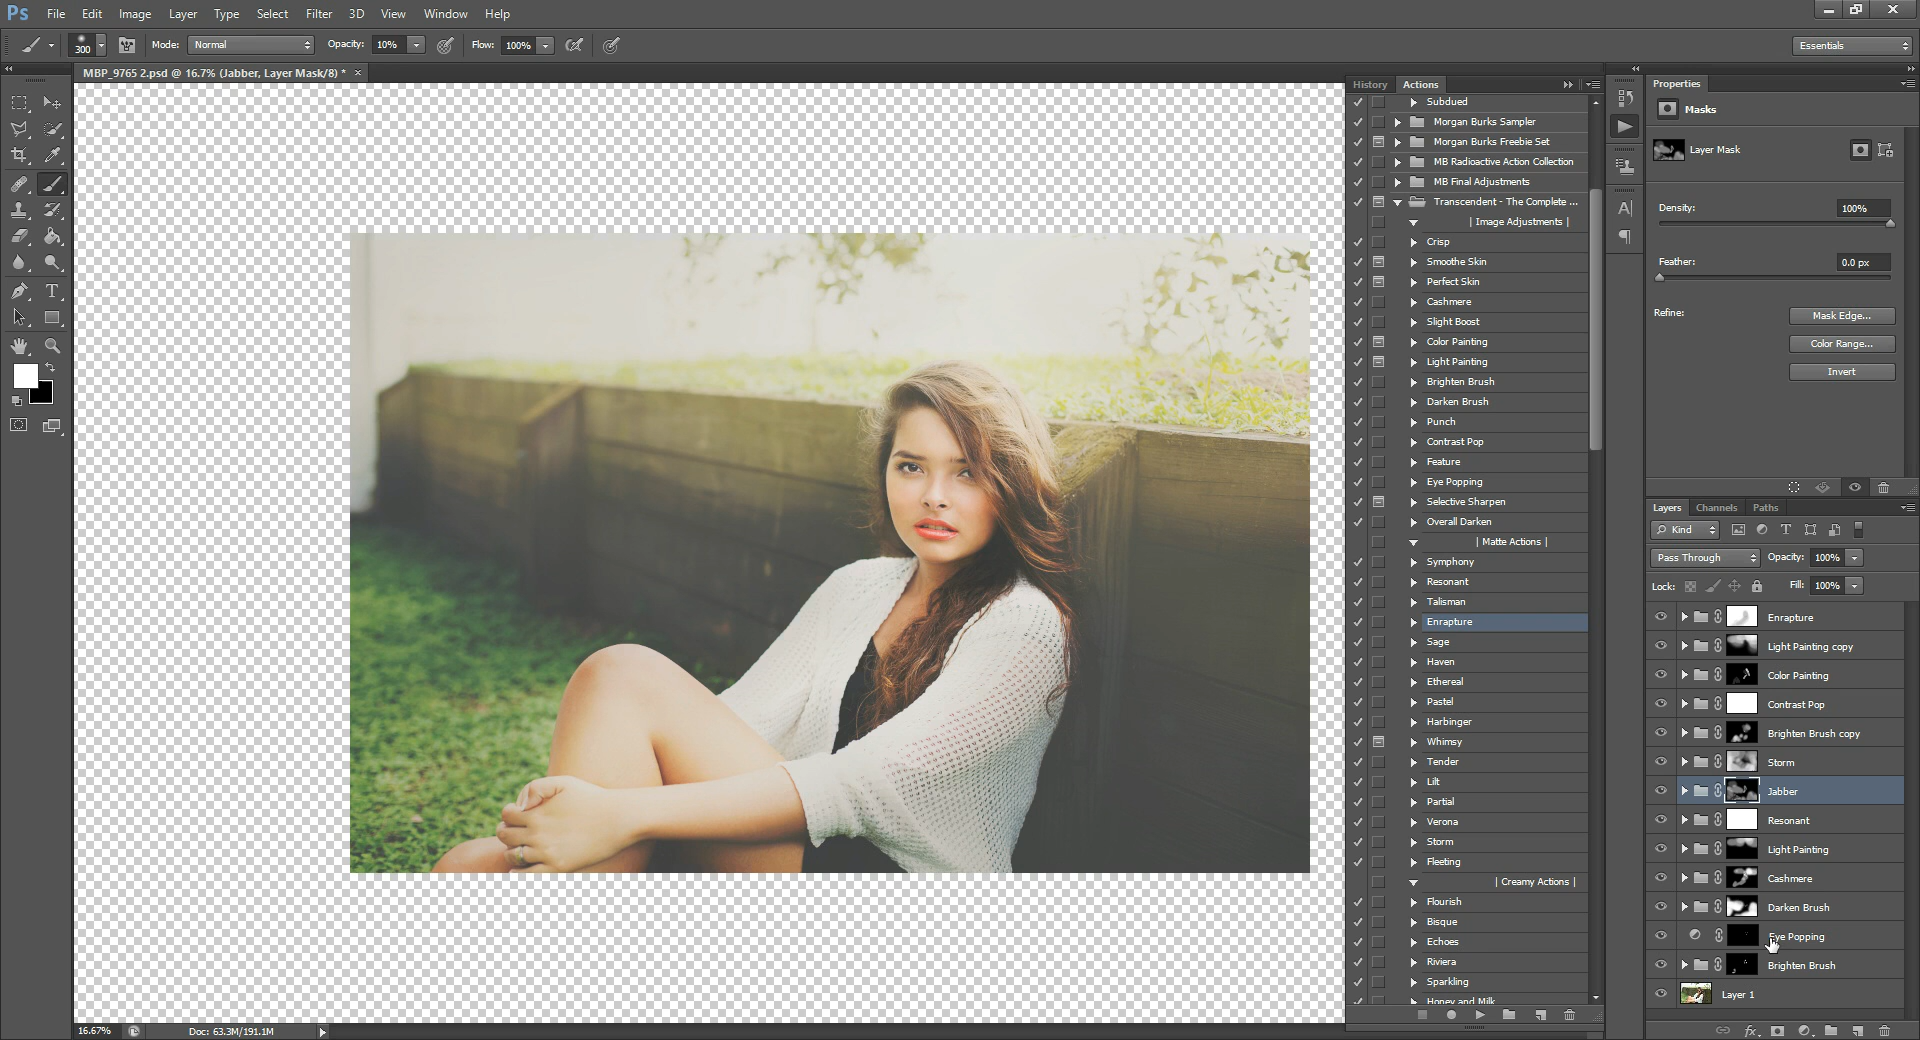 Ps File Edit Image Layer Type Select Filter 3D View Window Help
300 Mode: Normal Opacity: 10% Flow: 100% Essentials
MBP_9765 2.psd @ 16.7% (Jabber, Layer Mask/8) * ×
History Actions
Subdued
Morgan Burks Sampler
Morgan Burks Freebie Set
MB Radioactive Action Collection
MB Final Adjustments
Transcendent - The Complete ...
| Image Adjustments |
Crisp
Smoothe Skin
Perfect Skin
Cashmere
Slight Boost
Color Painting
Light Painting
Brighten Brush
Darken Brush
Punch
Contrast Pop
Feature
Eye Popping
Selective Sharpen
Overall Darken
| Matte Actions |
Symphony
Resonant
Talisman
Enrapture
Sage
Haven
Ethereal
Pastel
Harbinger
Whimsy
Tender
Lilt
Partial
Verona
Storm
Fleeting
| Creamy Actions |
Flourish
Bisque
Echoes
Riviera
Sparkling
Honey and Milk
Properties
Masks
Layer Mask
Density: 100%
Feather: 0.0 px
Refine: Mask Edge...
Color Range...
Invert
Layers Channels Paths
Kind
Pass Through Opacity: 100%
Lock: Fill: 100%
Enrapture
Light Painting copy
Color Painting
Contrast Pop
Brighten Brush copy
Storm
Jabber
Resonant
Light Painting
Cashmere
Darken Brush
Eye Popping
Brighten Brush
Layer 1
16.67% Doc: 63.3M/191.1M